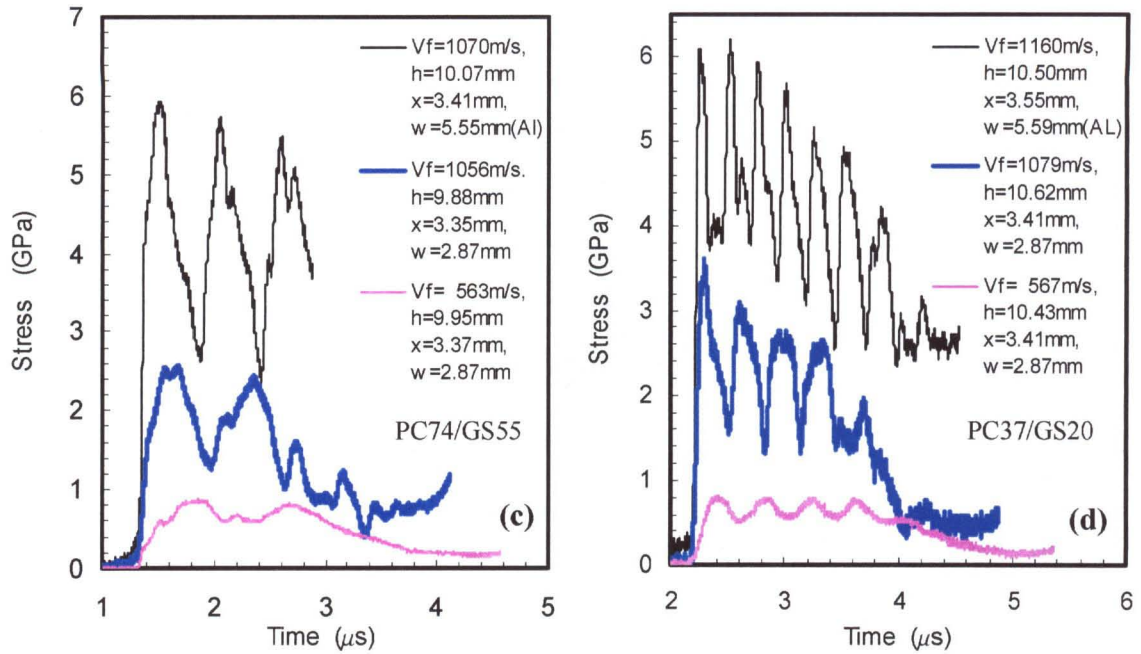 7
6
5
4
3
2
1
0
Stress (GPa)
Vf=1070m/s,
h=10.07mm
x=3.41mm,
w=5.55mm(Al)
Vf=1056m/s.
h=9.88mm
x=3.35mm,
w=2.87mm
Vf= 563m/s,
h=9.95mm
x=3.37mm,
w=2.87mm
PC74/GS55
(c)
1
2
3
4
5
Time (μs)
6
5
4
3
2
1
0
Stress (GPa)
Vf=1160m/s,
h=10.50mm
x=3.55mm,
w=5.59mm(AL)
Vf=1079m/s,
h=10.62mm
x=3.41mm,
w=2.87mm
Vf= 567m/s,
h=10.43mm
x=3.41mm,
w=2.87mm
PC37/GS20
(d)
2
3
4
5
6
Time (μs)